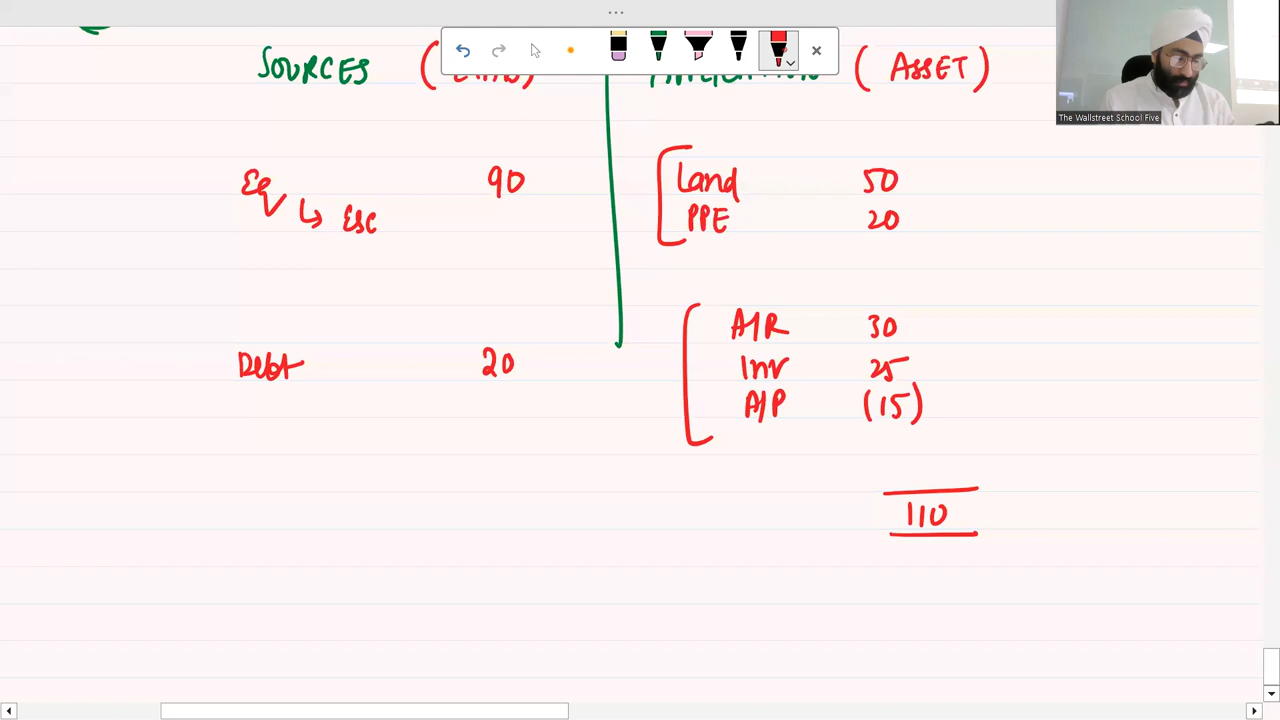 SOURCES ( ) ( ASSET )
Eq 90
↳ ESC
Debt 20
Land 50
PPE 20
A/R 30
Inv 25
A/P (15)
110
The Wallstreet School Five